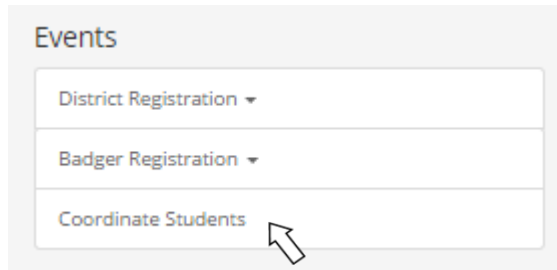 Events
District Registration
Badger Registration
Coordinate Students